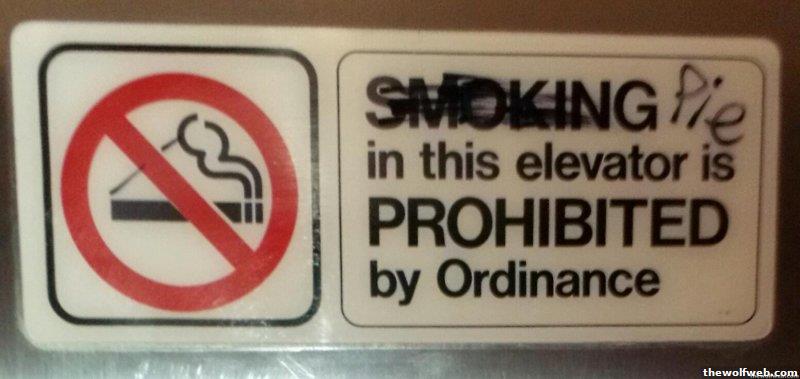 SMOKING Pie
in this elevator is
PROHIBITED
by Ordinance
thewolfweb.com